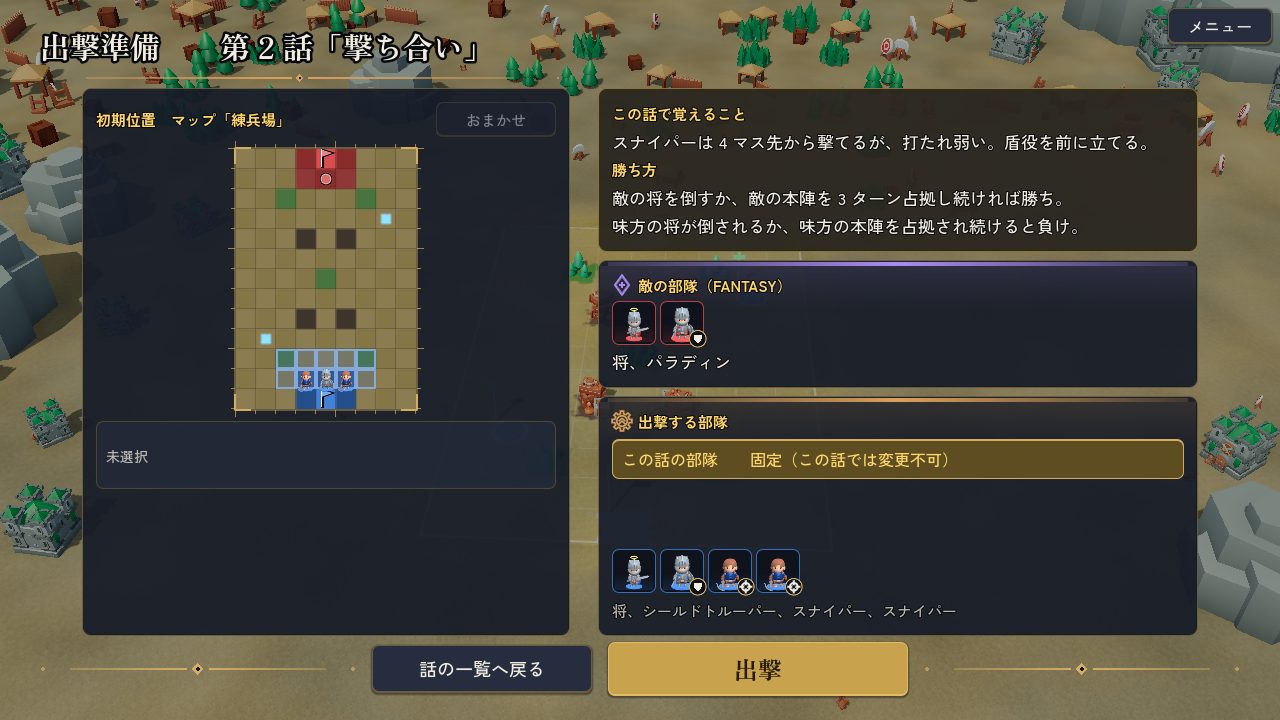 出撃準備　第２話「撃ち合い」
メニュー
初期位置　マップ「練兵場」
おまかせ
未選択
この話で覚えること
スナイパーは 4 マス先から撃てるが、打たれ弱い。盾役を前に立てる。
勝ち方
敵の将を倒すか、敵の本陣を 3 ターン占拠し続ければ勝ち。
味方の将が倒されるか、味方の本陣を占拠され続けると負け。
敵の部隊（FANTASY）
将、パラディン
出撃する部隊
この話の部隊　固定（この話では変更不可）
将、シールドトルーパー、スナイパー、スナイパー
話の一覧へ戻る
出撃